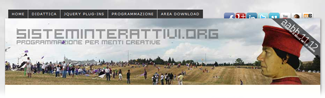 HOME DIDATTICA JQUERY PLUG-INS PROGRAMMAZIONE AREA DOWNLOAD
SISTEMINTERATTIVI.ORG
PROGRAMMAZIONE PER MENTI CREATIVE